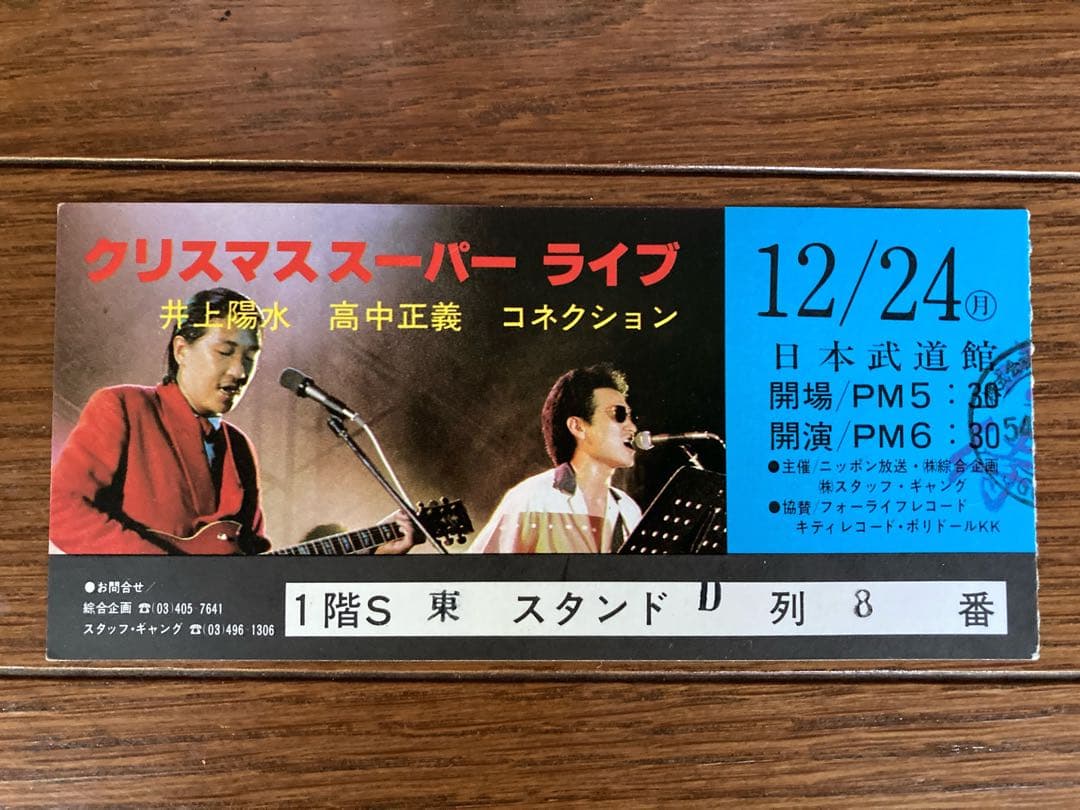 クリスマス スーパー ライブ
井上陽水 高中正義 コネクション
12/24(月)
日本武道館
開場/PM5:30
開演/PM6:30
●主催/ニッポン放送・㈱綜合企画
㈱スタッフ・ギャング
●協賛/フォーライフレコード
キティレコード・ポリドールKK
54
●お問合せ/
綜合企画 ☎(03)405-7641
スタッフ・ギャング ☎(03)496-1306
1階S 東 スタンド D 列 8 番